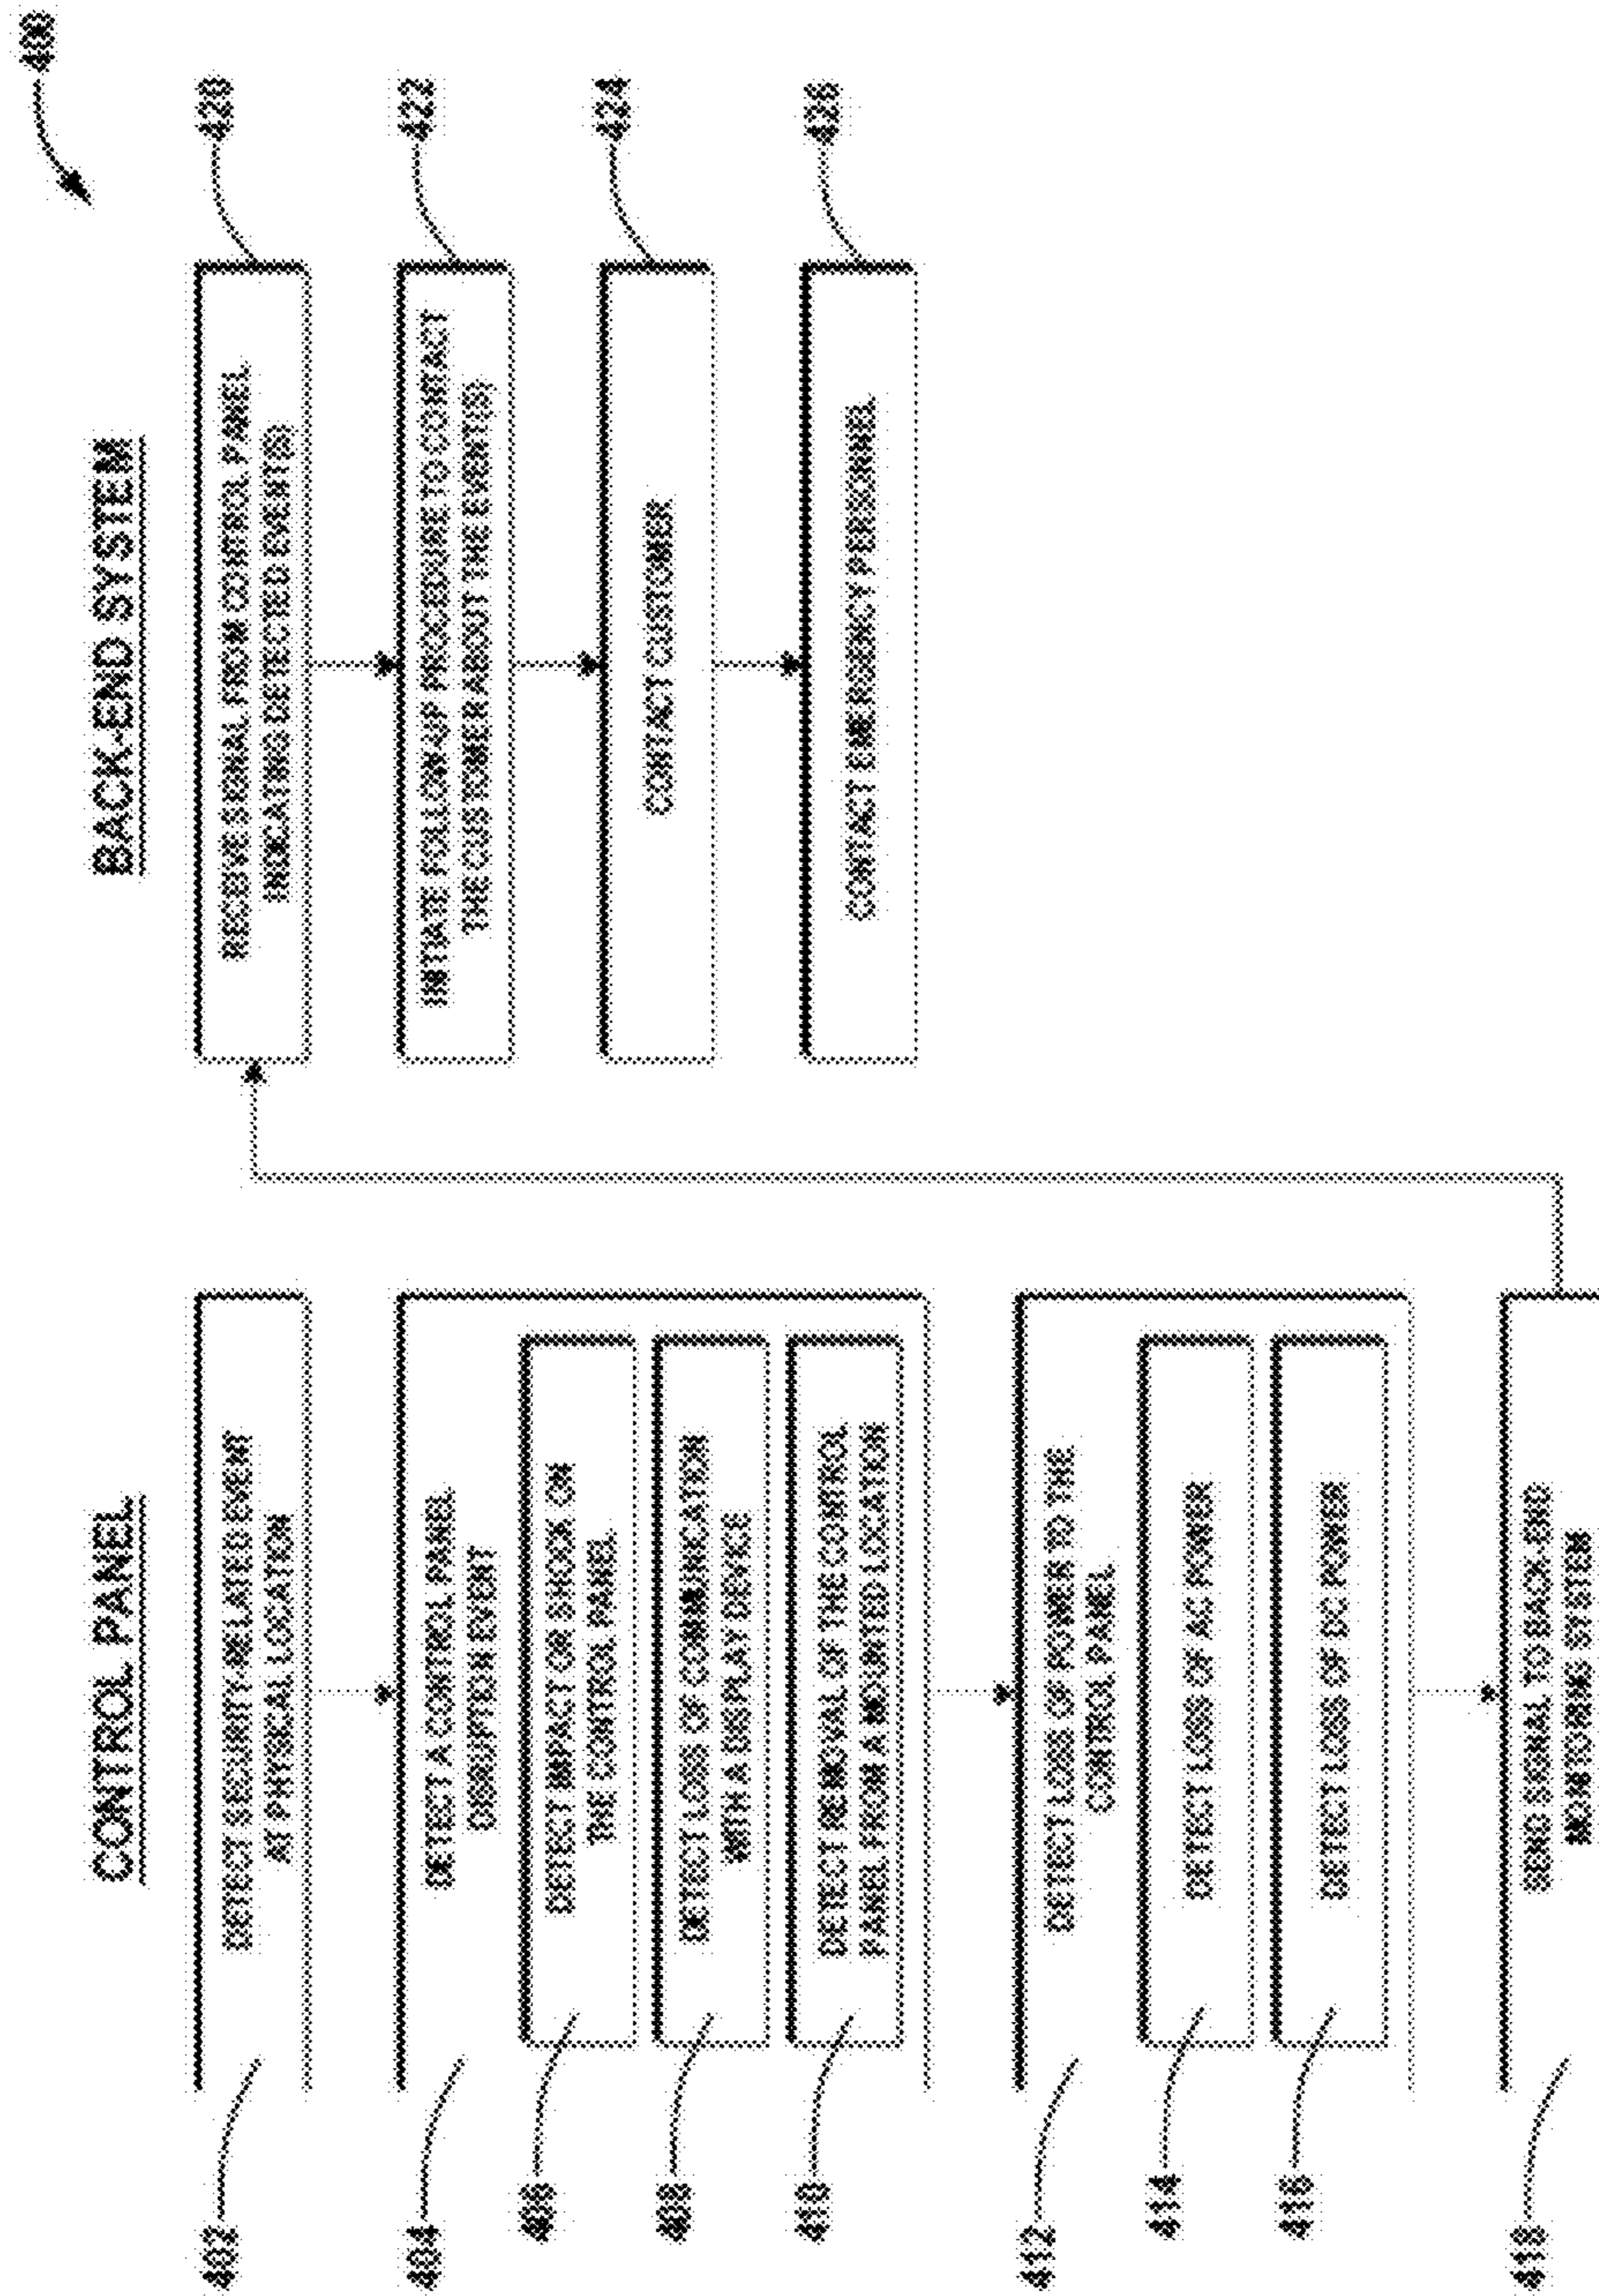 400
CONTROL PANEL
402
DETECT SECURITY-RELATED EVENT
AT PHYSICAL LOCATION
404
DETECT A CONTROL PANEL
DISRUPTION EVENT
406
DETECT IMPACT OR SHOCK ON
THE CONTROL PANEL
408
DETECT LOSS OF COMMUNICATION
WITH A DISPLAY DEVICE
410
DETECT REMOVAL OF THE CONTROL
PANEL FROM A MOUNTED LOCATION
412
DETECT LOSS OF POWER TO THE
CONTROL PANEL
414
DETECT LOSS OF AC POWER
416
DETECT LOSS OF DC POWER
418
SEND SIGNAL TO BACK-END
MONITORING SYSTEM
BACK-END SYSTEM
RECEIVE SIGNAL FROM CONTROL PANEL
INDICATING DETECTED EVENT(S)
420
INITIATE FOLLOW-UP PROCEDURE TO CONTACT
THE CUSTOMER ABOUT THE EVENT(S)
422
CONTACT CUSTOMER
424
CONTACT EMERGENCY PERSONNEL
426